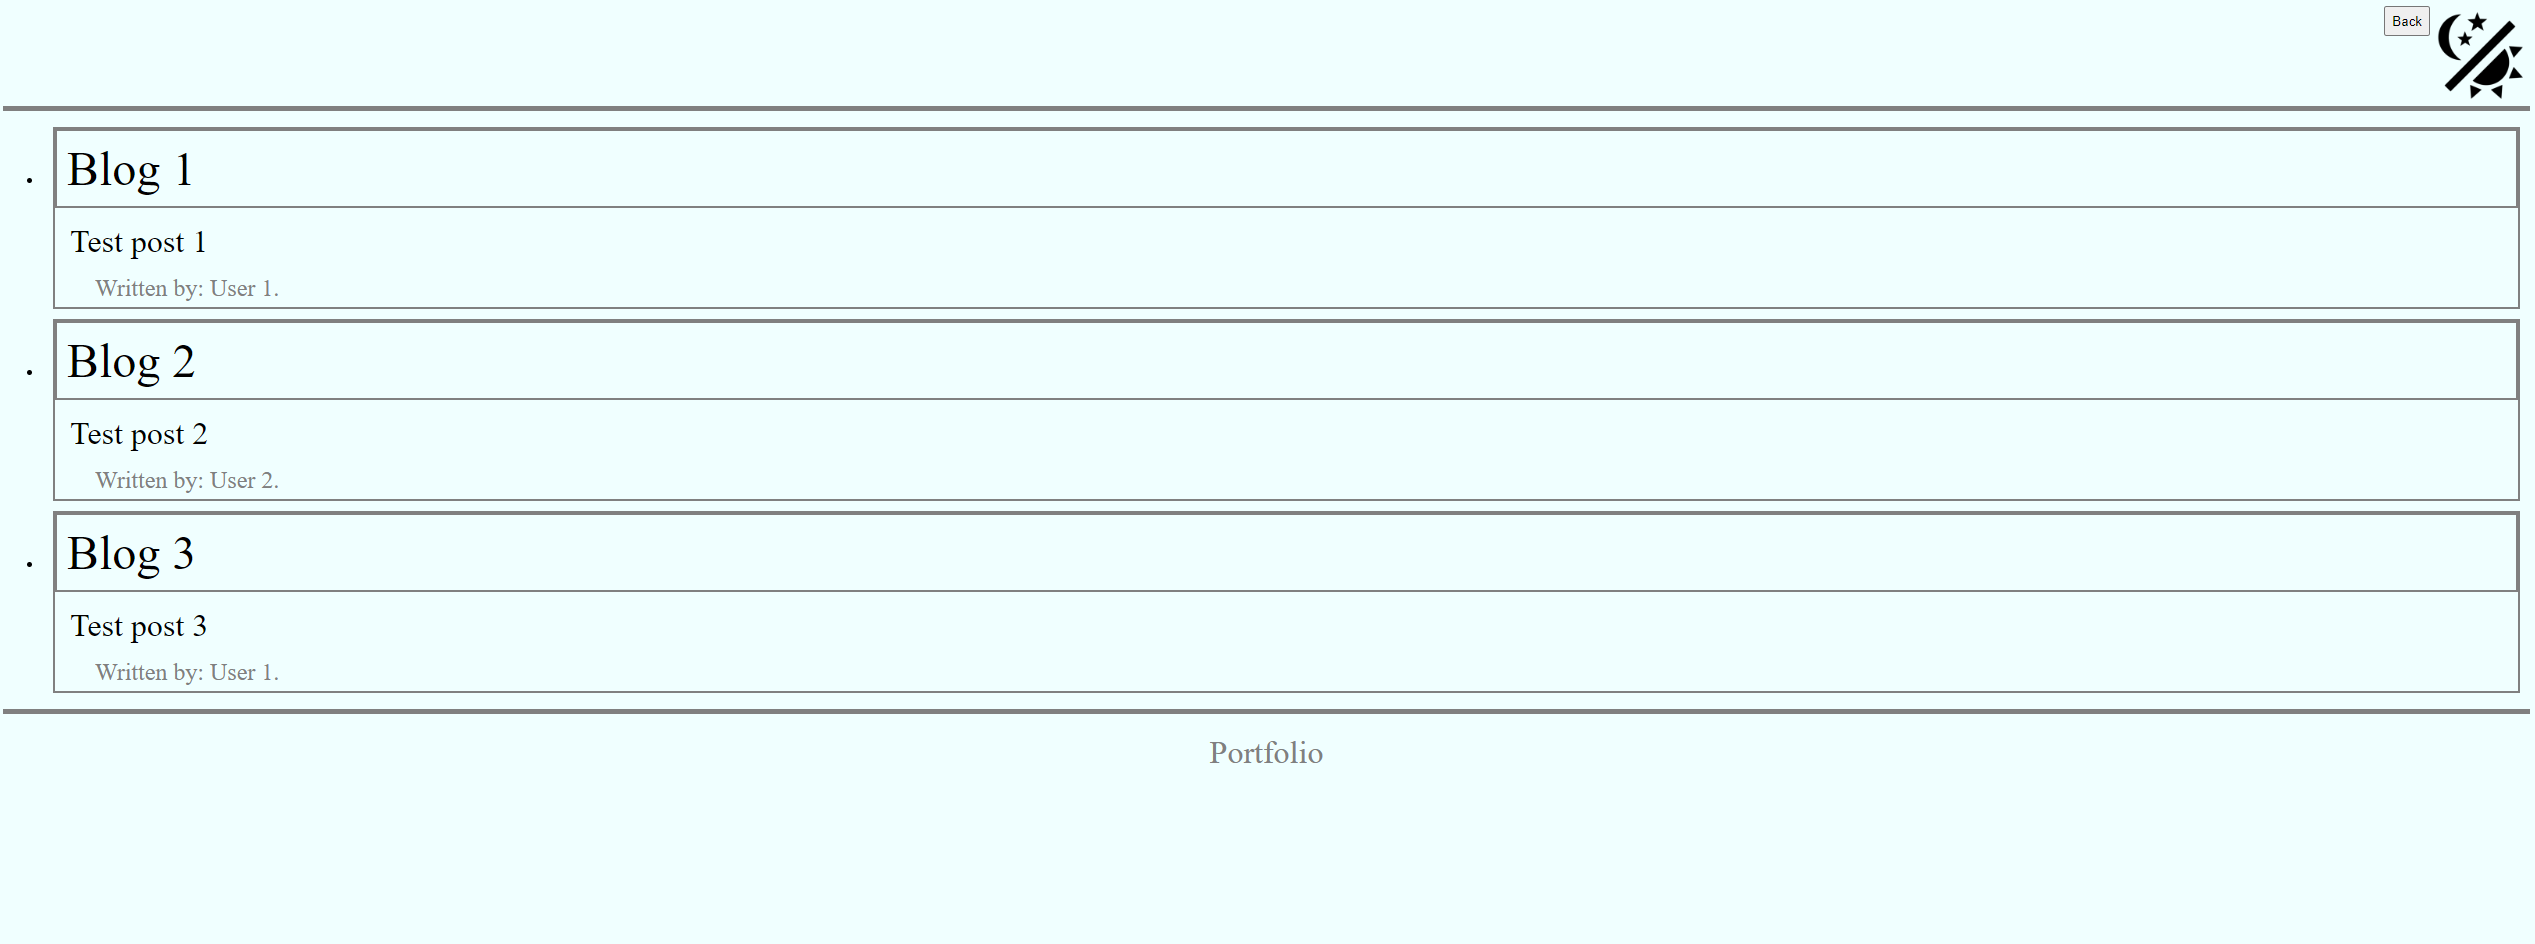 Back
Blog 1
Test post 1
Written by: User 1.
Blog 2
Test post 2
Written by: User 2.
Blog 3
Test post 3
Written by: User 1.
Portfolio